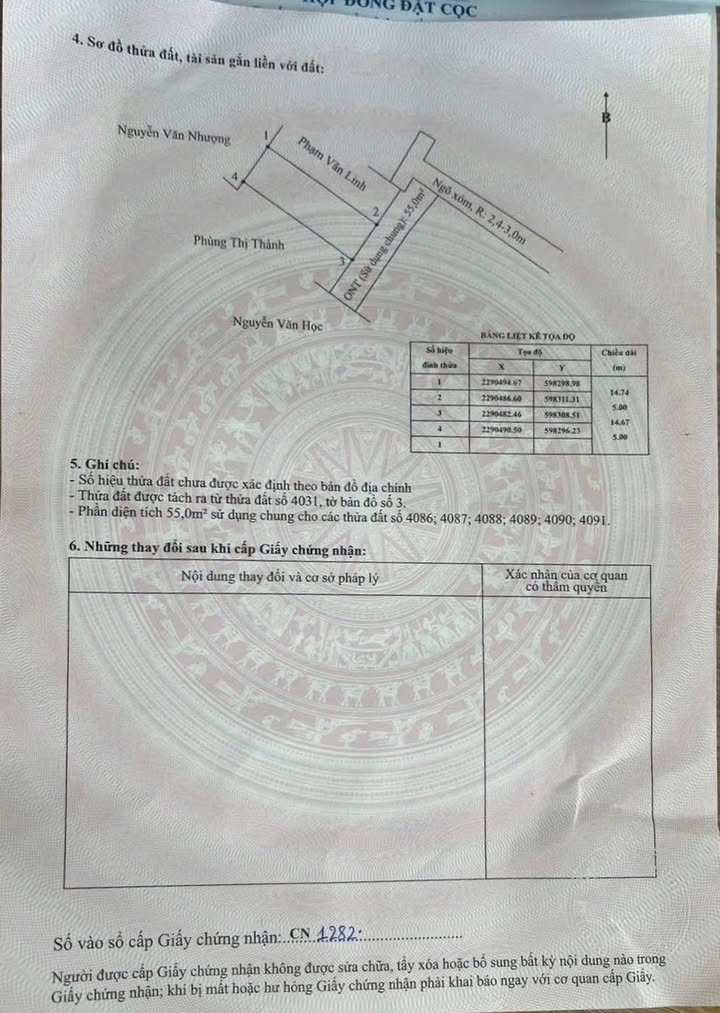 HỢP ĐỒNG ĐẶT CỌC
4. Sơ đồ thửa đất, tài sản gắn liền với đất:
B
Nguyễn Văn Nhượng
1
Phạm Văn Linh
4
2
Ngõ xóm, R: 2,4-3,0m
Phùng Thị Thành
3
ONT (Sử dụng chung): 55,0m²
Nguyễn Văn Học
BẢNG LIỆT KÊ TỌA ĐỘ
Số hiệu đỉnh thửa Tọa độ Chiều dài (m)
X Y
1 2290494.67 598298.98
14.74
2 2290486.60 598311.31
5.00
3 2290482.46 598308.51
14.67
4 2290490.50 598296.23
5.00
1
5. Ghi chú:
- Số hiệu thửa đất chưa được xác định theo bản đồ địa chính
- Thửa đất được tách ra từ thửa đất số 4031, tờ bản đồ số 3.
- Phần diện tích 55,0m² sử dụng chung cho các thửa đất số 4086; 4087; 4088; 4089; 4090; 4091.
6. Những thay đổi sau khi cấp Giấy chứng nhận:
Nội dung thay đổi và cơ sở pháp lý
Xác nhận của cơ quan
có thẩm quyền
Số vào sổ cấp Giấy chứng nhận: CN 1282
Người được cấp Giấy chứng nhận không được sửa chữa, tẩy xóa hoặc bổ sung bất kỳ nội dung nào trong
Giấy chứng nhận; khi bị mất hoặc hư hỏng Giấy chứng nhận phải khai báo ngay với cơ quan cấp Giấy.